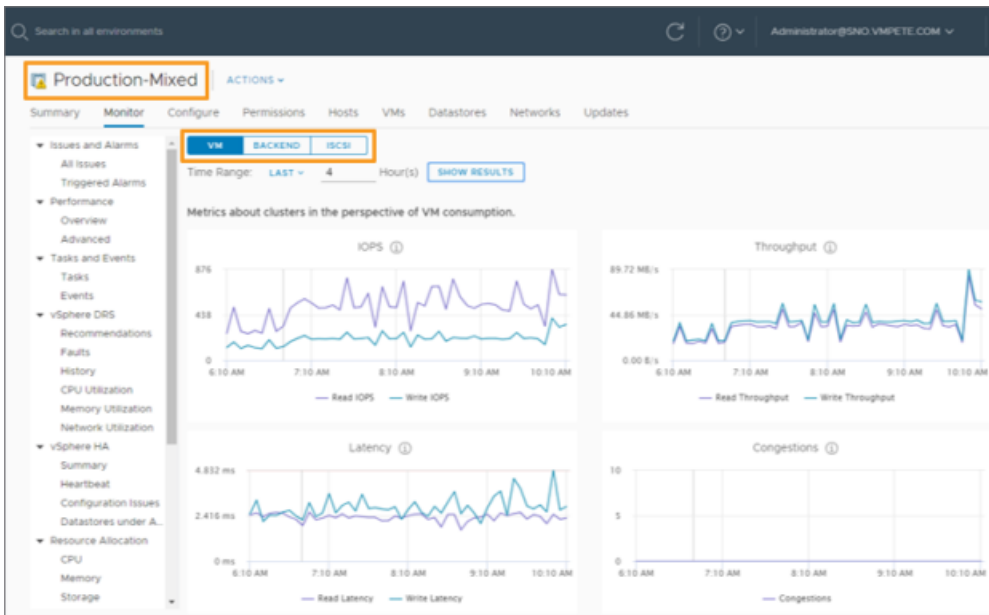 Search in all environments
Administrator@SNO.VMPETE.COM
Production-Mixed
ACTIONS
Summary Monitor Configure Permissions Hosts VMs Datastores Networks Updates
Issues and Alarms
All Issues
Triggered Alarms
Performance
Overview
Advanced
Tasks and Events
Tasks
Events
vSphere DRS
Recommendations
Faults
History
CPU Utilization
Memory Utilization
Network Utilization
vSphere HA
Summary
Heartbeat
Configuration Issues
Datastores under A...
Resource Allocation
CPU
Memory
Storage
VM BACKEND ISCSI
Time Range: LAST 4 Hour(s) SHOW RESULTS
Metrics about clusters in the perspective of VM consumption.
IOPS
876
438
0
6:10 AM 7:10 AM 8:10 AM 9:10 AM 10:10 AM
Read IOPS Write IOPS
Throughput
89.72 MB/s
44.86 MB/s
0.00 B/s
6:10 AM 7:10 AM 8:10 AM 9:10 AM 10:10 AM
Read Throughput Write Throughput
Latency
4.832 ms
2.416 ms
0 ms
6:10 AM 7:10 AM 8:10 AM 9:10 AM 10:10 AM
Read Latency Write Latency
Congestions
10
5
0
6:10 AM 7:10 AM 8:10 AM 9:10 AM 10:10 AM
Congestions